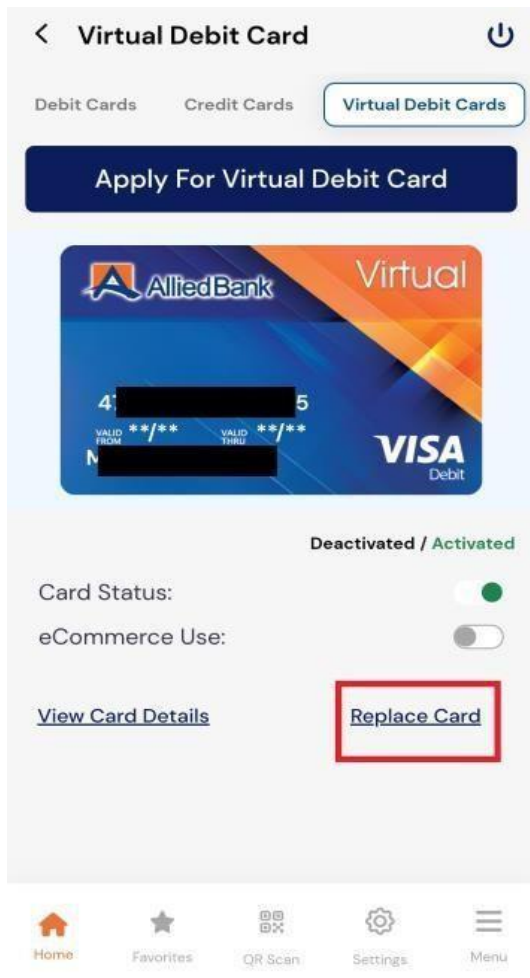 Virtual Debit Card
Debit Cards Credit Cards Virtual Debit Cards
Apply For Virtual Debit Card
AlliedBank Virtual
4 5
VALID FROM **/** VALID THRU **/**
M
VISA
Debit
Deactivated / Activated
Card Status:
eCommerce Use:
View Card Details Replace Card
Home Favorites QR Scan Settings Menu